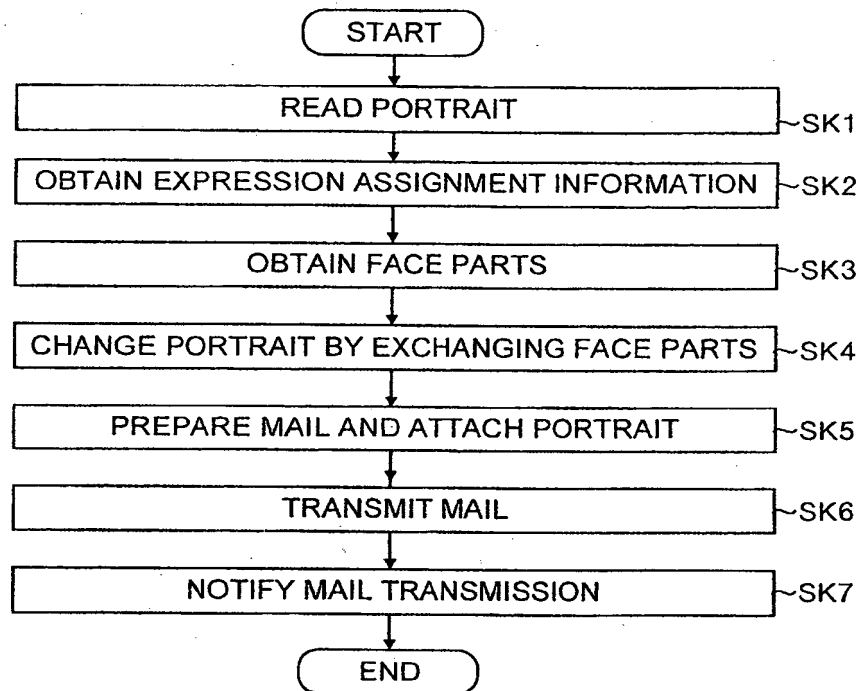 START
READ PORTRAIT
~SK1
OBTAIN EXPRESSION ASSIGNMENT INFORMATION
~SK2
OBTAIN FACE PARTS
~SK3
CHANGE PORTRAIT BY EXCHANGING FACE PARTS
~SK4
PREPARE MAIL AND ATTACH PORTRAIT
~SK5
TRANSMIT MAIL
~SK6
NOTIFY MAIL TRANSMISSION
~SK7
END